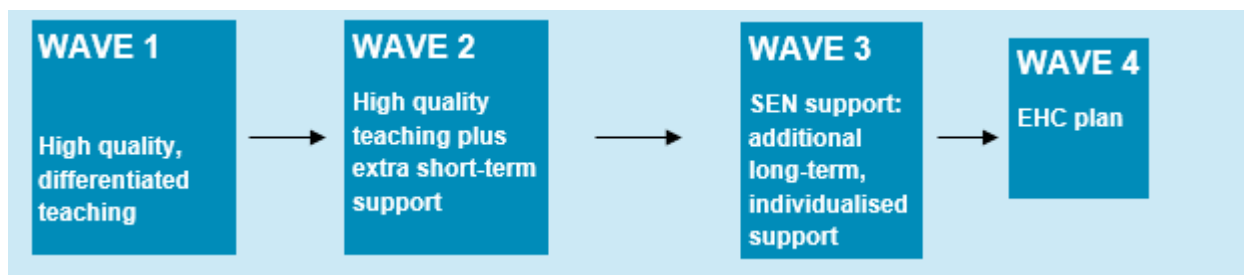 WAVE 1
High quality,
differentiated
teaching
WAVE 2
High quality
teaching plus
extra short-term
support
WAVE 3
SEN support:
additional
long-term,
individualised
support
WAVE 4
EHC plan